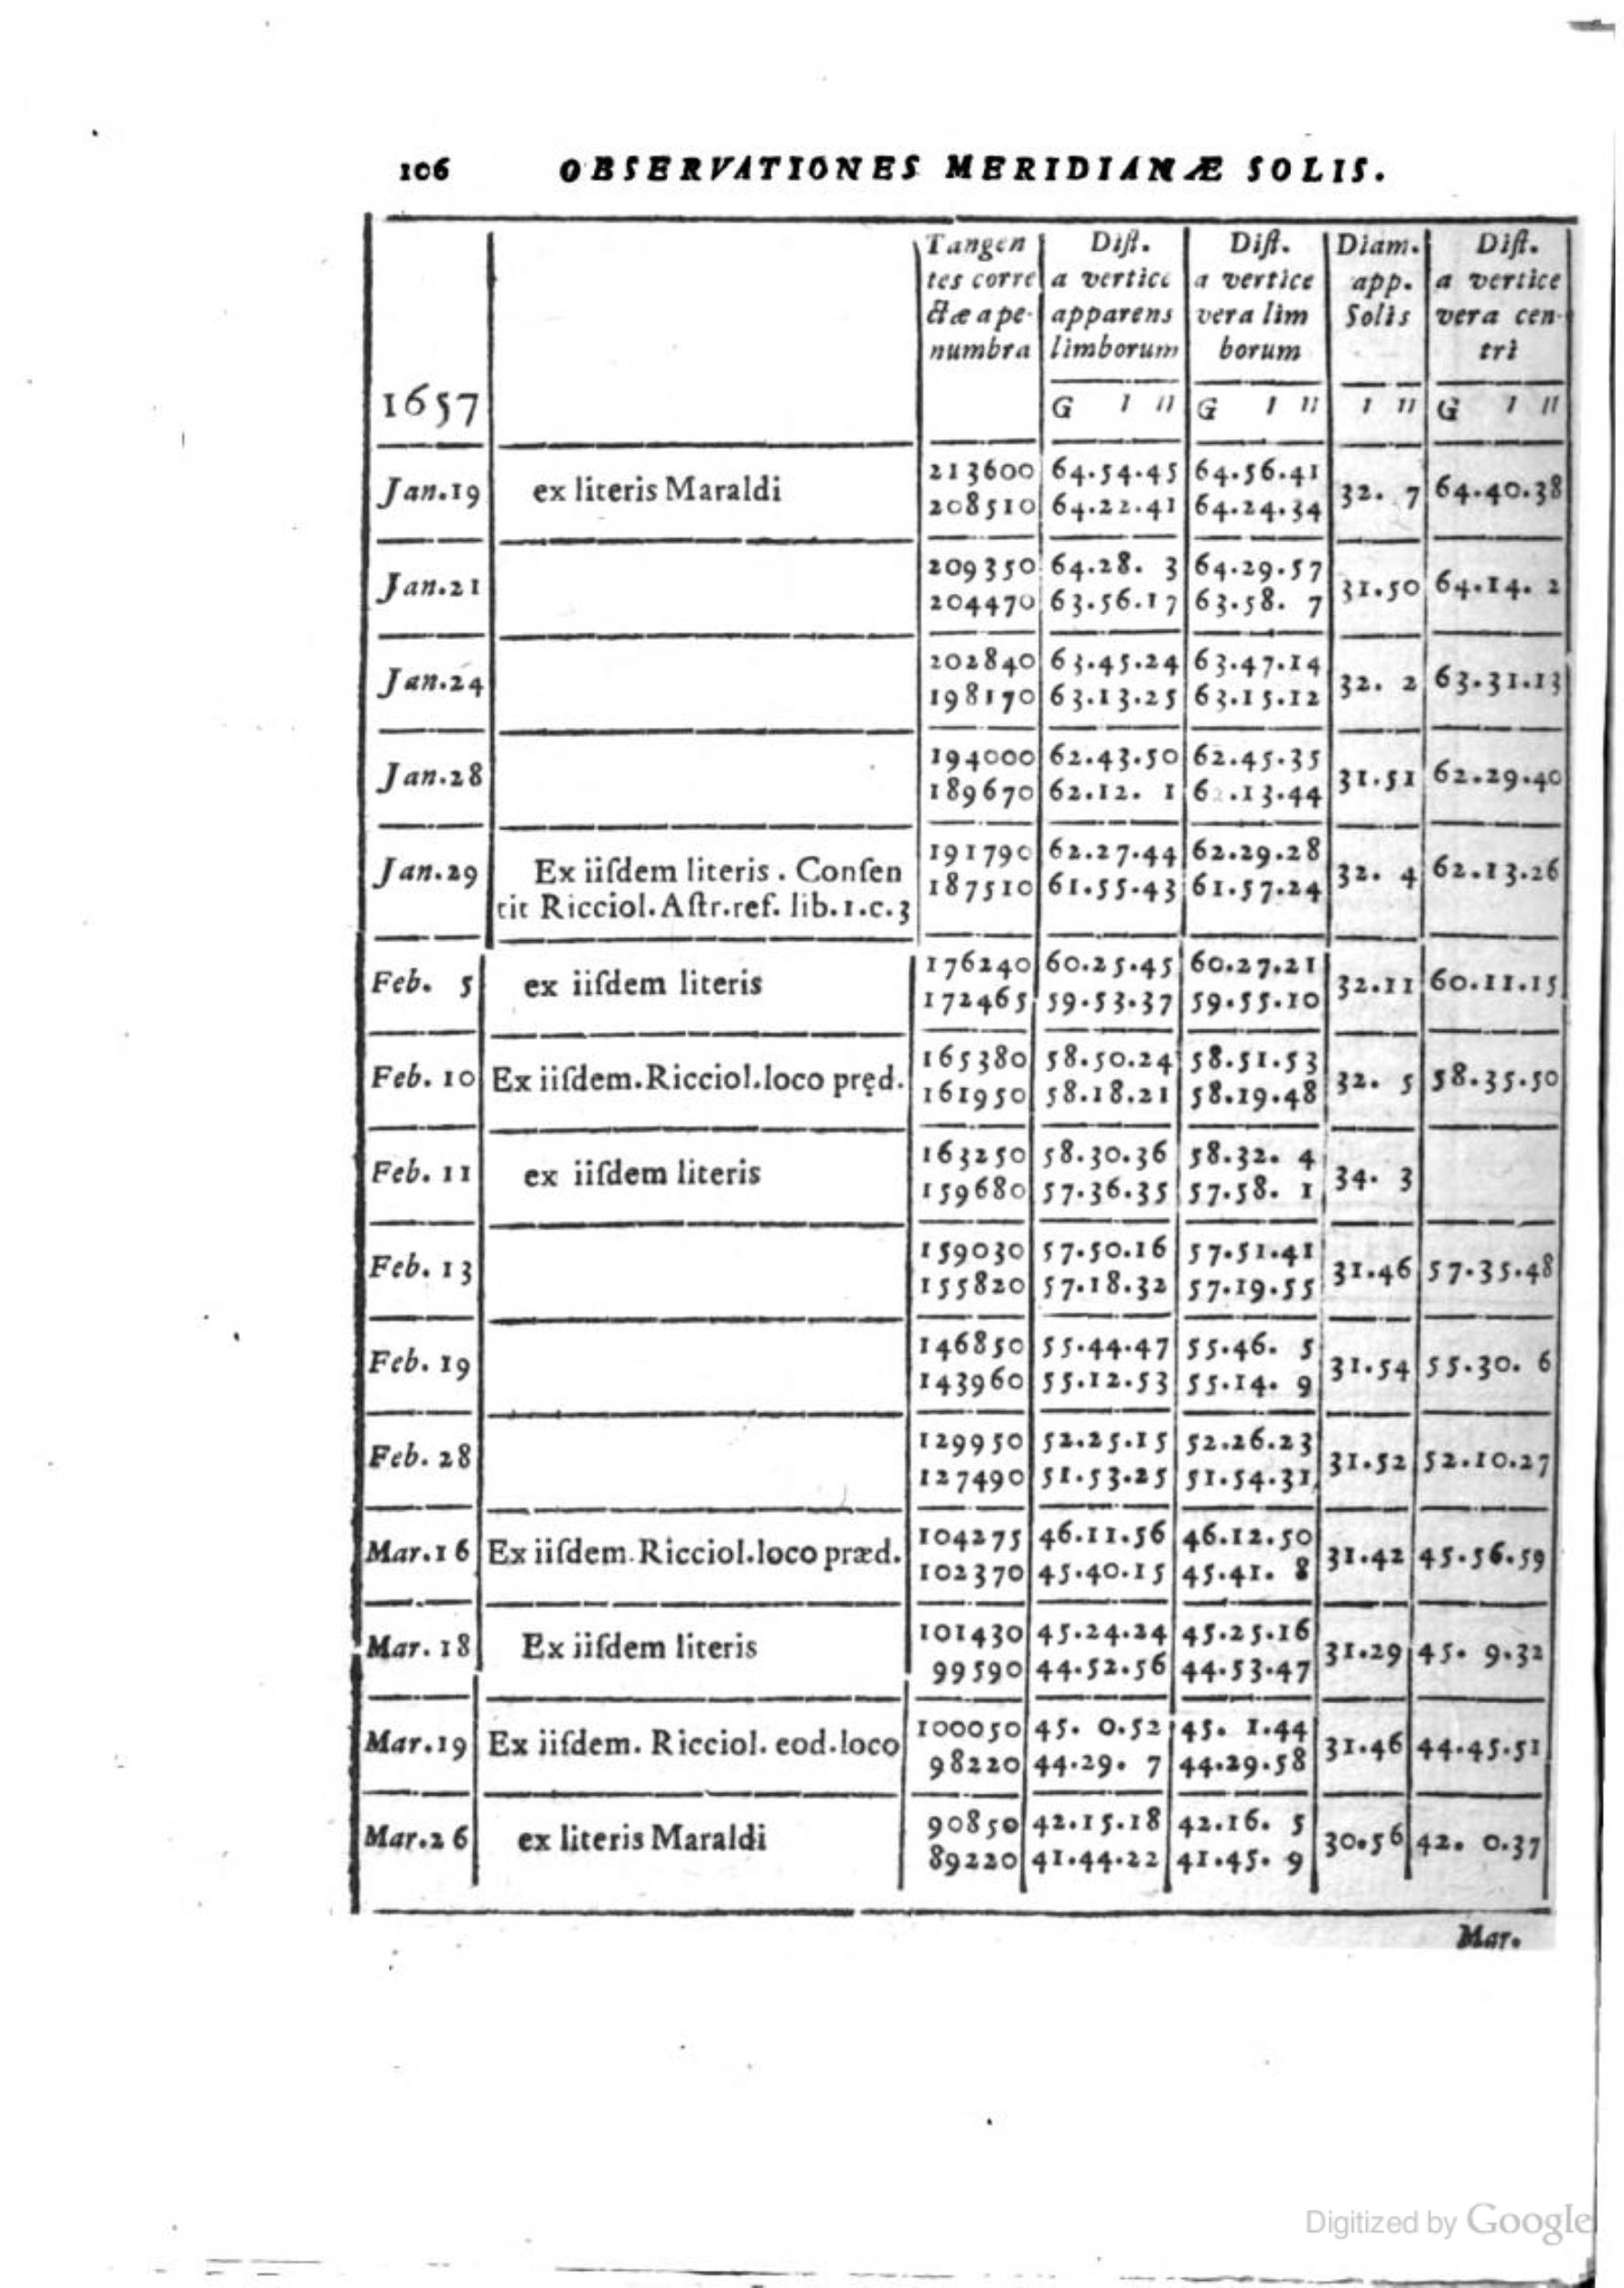 106 OBSERVATIONES MERIDIANÆ SOLIS.
1657
Tangen
tes corre
ctæ a pe-
numbra
Dist.
a vertice
apparens
limborum
G I II
Dist.
a vertice
vera lim
borum
G I II
Diam.
app.
Solis
I II
Dist.
a vertice
vera cen-
tri
G I II
Jan.19 ex literis Maraldi 213600 64.54.45 64.56.41 32. 7 64.40.38
208510 64.22.41 64.24.34
Jan.21 209350 64.28. 3 64.29.57 31.50 64.14. 2
204470 63.56.17 63.58. 7
Jan.24 202840 63.45.24 63.47.14 32. 2 63.31.13
198170 63.13.25 63.15.12
Jan.28 194000 62.43.50 62.45.35 31.51 62.29.40
189670 62.12. 1 62.13.44
Jan.29 Ex iiſdem literis . Conſen 191790 62.27.44 62.29.28 32. 4 62.13.26
tit Ricciol.Aſtr.ref. lib.1.c.3 187510 61.55.43 61.57.24
Feb. 5 ex iiſdem literis 176240 60.25.45 60.27.21 32.11 60.11.15
172465 59.53.37 59.55.10
Feb. 10 Ex iiſdem.Ricciol.loco pręd. 165380 58.50.24 58.51.53 32. 5 58.35.50
161950 58.18.21 58.19.48
Feb. 11 ex iiſdem literis 163250 58.30.36 58.32. 4 34. 3
159680 57.36.35 57.58. 1
Feb. 13 159030 57.50.16 57.51.41 31.46 57.35.48
155820 57.18.32 57.19.55
Feb. 19 146850 55.44.47 55.46. 5 31.54 55.30. 6
143960 55.12.53 55.14. 9
Feb. 28 129950 52.25.15 52.26.23 31.52 52.10.27
127490 51.53.25 51.54.31
Mar.16 Ex iiſdem.Ricciol.loco præd. 104275 46.11.56 46.12.50 31.42 45.56.59
102370 45.40.15 45.41. 8
Mar. 18 Ex iiſdem literis 101430 45.24.24 45.25.16 31.29 45. 9.32
99590 44.52.56 44.53.47
Mar.19 Ex iiſdem. Ricciol. eod.loco 100050 45. 0.52 45. 1.44 31.46 44.45.51
98220 44.29. 7 44.29.58
Mar.26 ex literis Maraldi 90850 42.15.18 42.16. 5 30.56 42. 0.37
89220 41.44.22 41.45. 9
Mar.
Digitized by Google